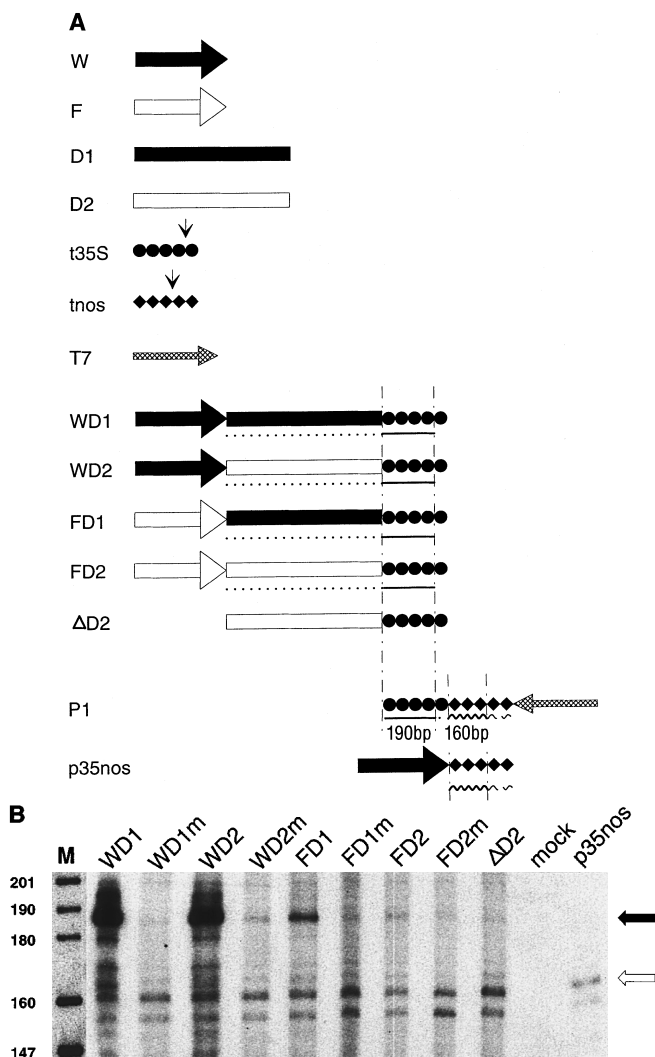 A
W
F
D1
D2
t35S
tnos
T7
WD1
WD2
FD1
FD2
ΔD2
P1
190bp 160bp
p35nos
B
M WD1 WD1m WD2 WD2m FD1 FD1m FD2 FD2m ΔD2 mock p35nos
201
190
180
160
147